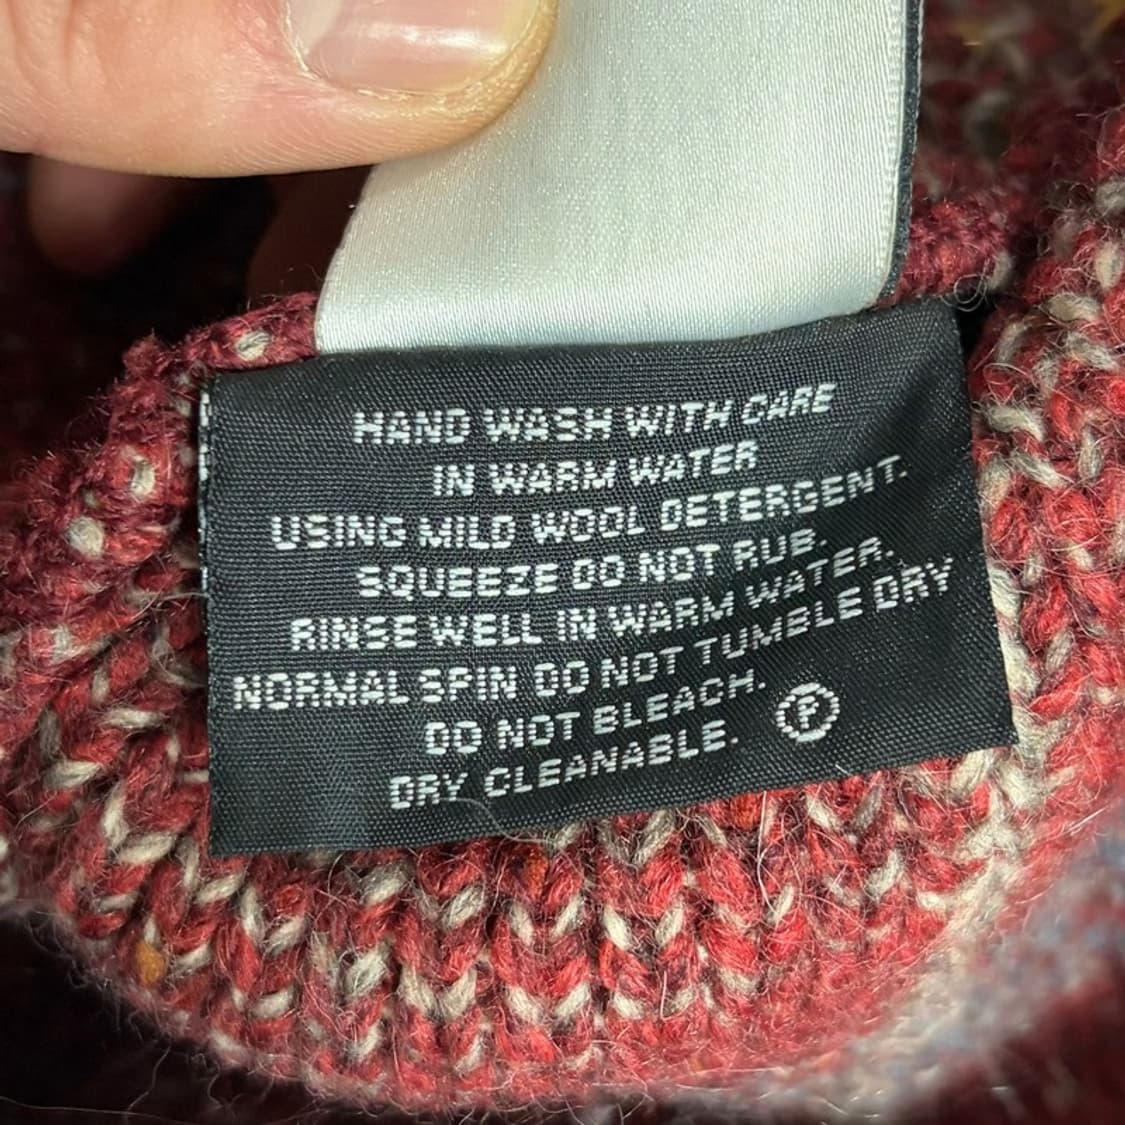 HAND WASH WITH CARE
IN WARM WATER
USING MILD WOOL DETERGENT.
SQUEEZE DO NOT RUB.
RINSE WELL IN WARM WATER.
NORMAL SPIN DO NOT TUMBLE DRY
DO NOT BLEACH.
DRY CLEANABLE. Ⓟ